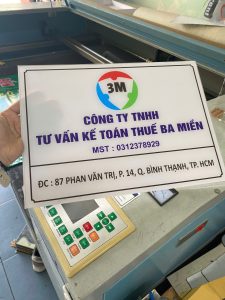 3M
CÔNG TY TNHH
TƯ VẤN KẾ TOÁN THUẾ BA MIỀN
MST : 0312378929
ĐC : 87 PHAN VĂN TRỊ, P. 14, Q. BÌNH THẠNH, TP. HCM